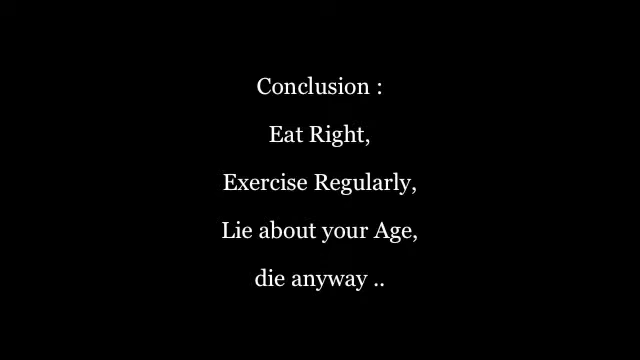 Conclusion :
Eat Right,
Exercise Regularly,
Lie about your Age,
die anyway ..